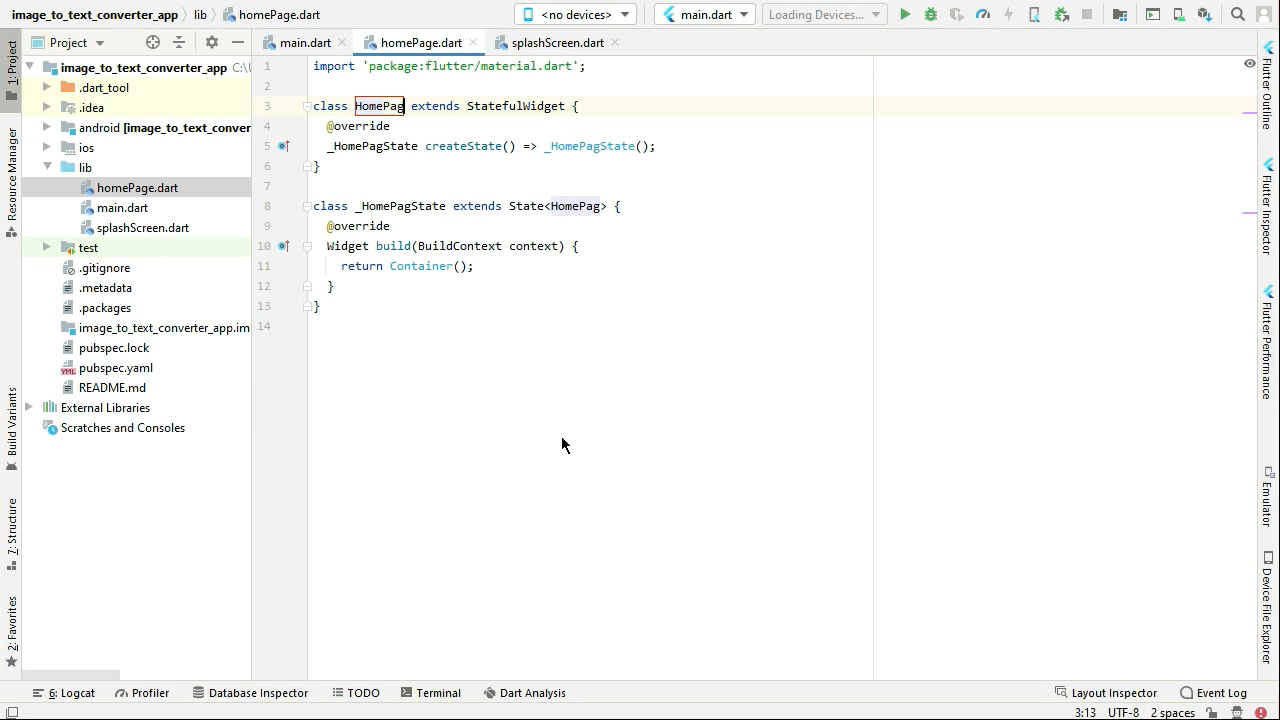 image_to_text_converter_app lib homePage.dart <no devices> main.dart Loading Devices...
1: Project
Resource Manager
Build Variants
7: Structure
2: Favorites
Project
image_to_text_converter_app C:\U
.dart_tool
.idea
android [image_to_text_conver
ios
lib
homePage.dart
main.dart
splashScreen.dart
test
.gitignore
.metadata
.packages
image_to_text_converter_app.im
pubspec.lock
pubspec.yaml
README.md
External Libraries
Scratches and Consoles
main.dart homePage.dart splashScreen.dart
1 import 'package:flutter/material.dart';
2
3 class HomePag extends StatefulWidget {
4 @override
5 _HomePagState createState() => _HomePagState();
6 }
7
8 class _HomePagState extends State<HomePag> {
9 @override
10 Widget build(BuildContext context) {
11 return Container();
12 }
13 }
14
Flutter Outline
Flutter Inspector
Flutter Performance
Emulator
Device File Explorer
6: Logcat Profiler Database Inspector TODO Terminal Dart Analysis Layout Inspector Event Log
3:13 UTF-8 2 spaces